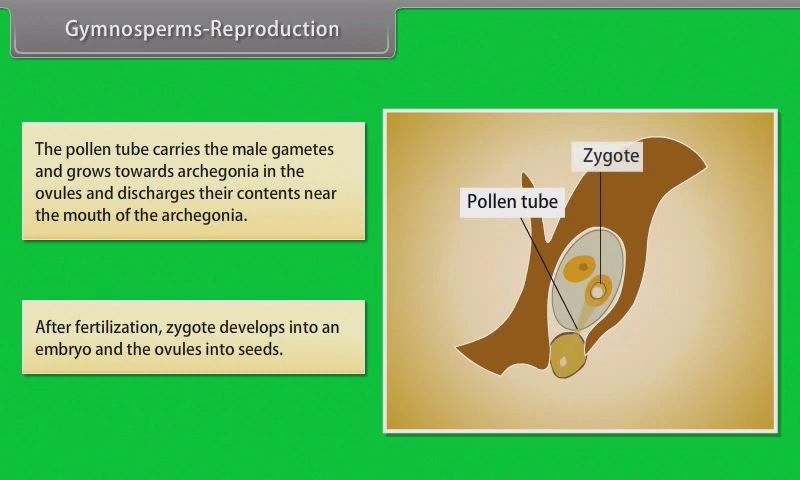 Gymnosperms-Reproduction
The pollen tube carries the male gametes
and grows towards archegonia in the
ovules and discharges their contents near
the mouth of the archegonia.
After fertilization, zygote develops into an
embryo and the ovules into seeds.
Zygote
Pollen tube